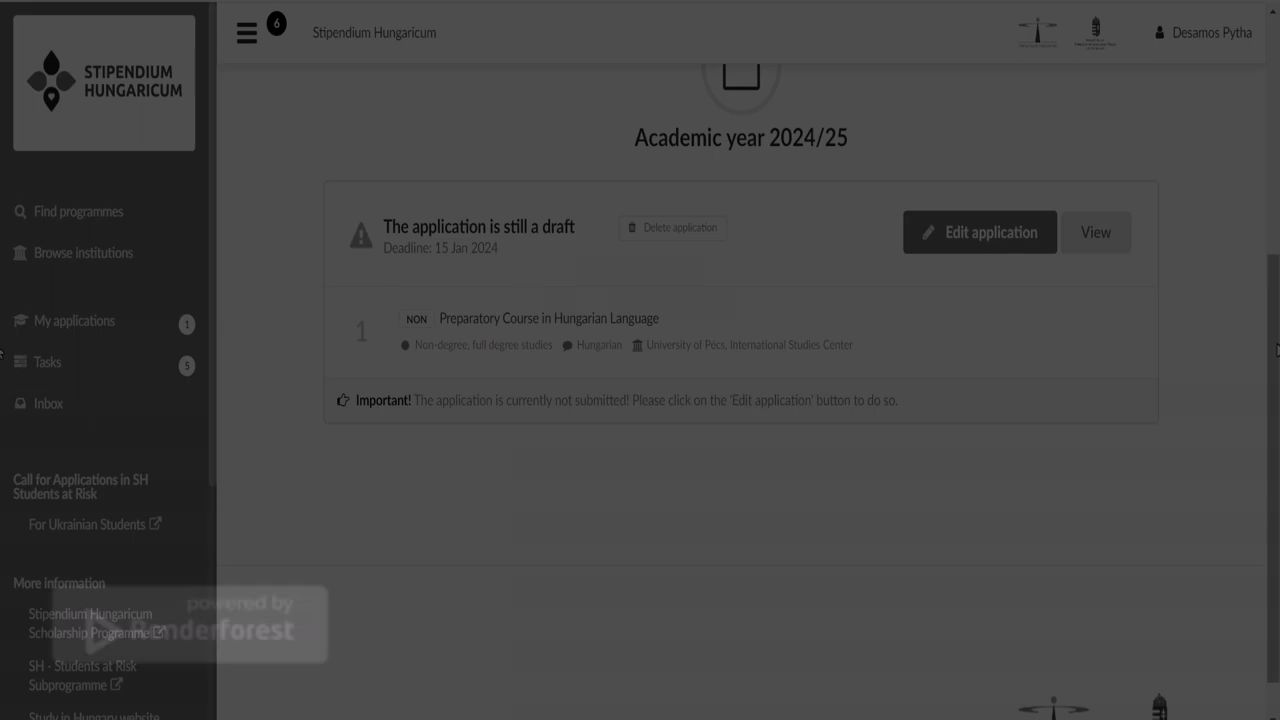 STIPENDIUM
HUNGARICUM
6
Stipendium Hungaricum
Desamos Pytha
Find programmes
Browse institutions
My applications
1
Tasks
5
Inbox
Call for Applications in SH
Students at Risk
For Ukrainian Students
More information
Stipendium Hungaricum
Scholarship Programme
SH - Students at Risk
Subprogramme
Study in Hungary website
Academic year 2024/25
The application is still a draft
Deadline: 15 Jan 2024
Delete application
Edit application
View
1
NON Preparatory Course in Hungarian Language
Non-degree, full degree studies Hungarian University of Pécs, International Studies Center
Important! The application is currently not submitted! Please click on the 'Edit application' button to do so.
powered by
Renderforest